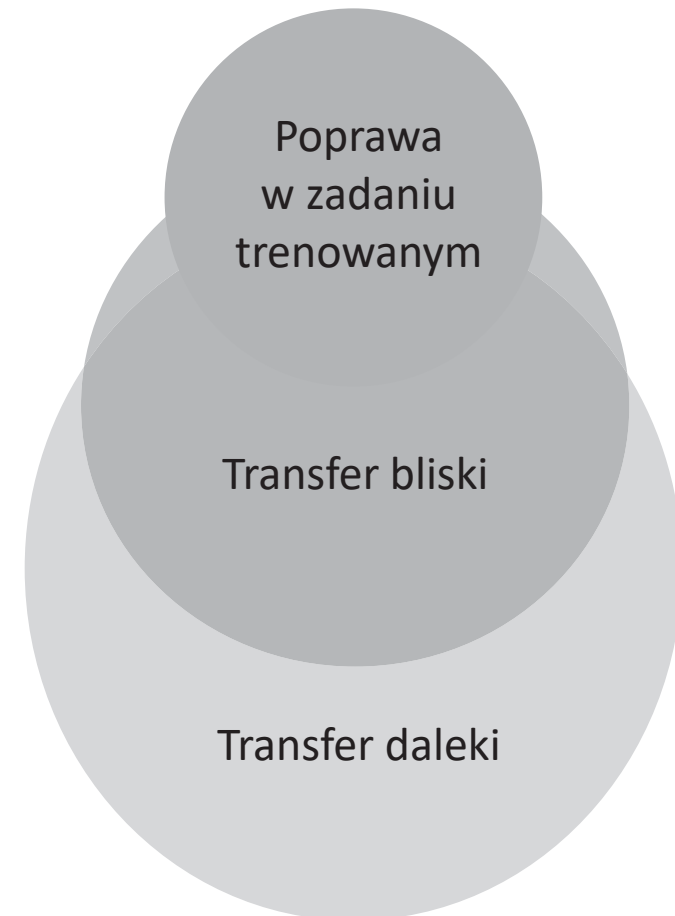 Poprawa
w zadaniu
trenowanym
Transfer bliski
Transfer daleki